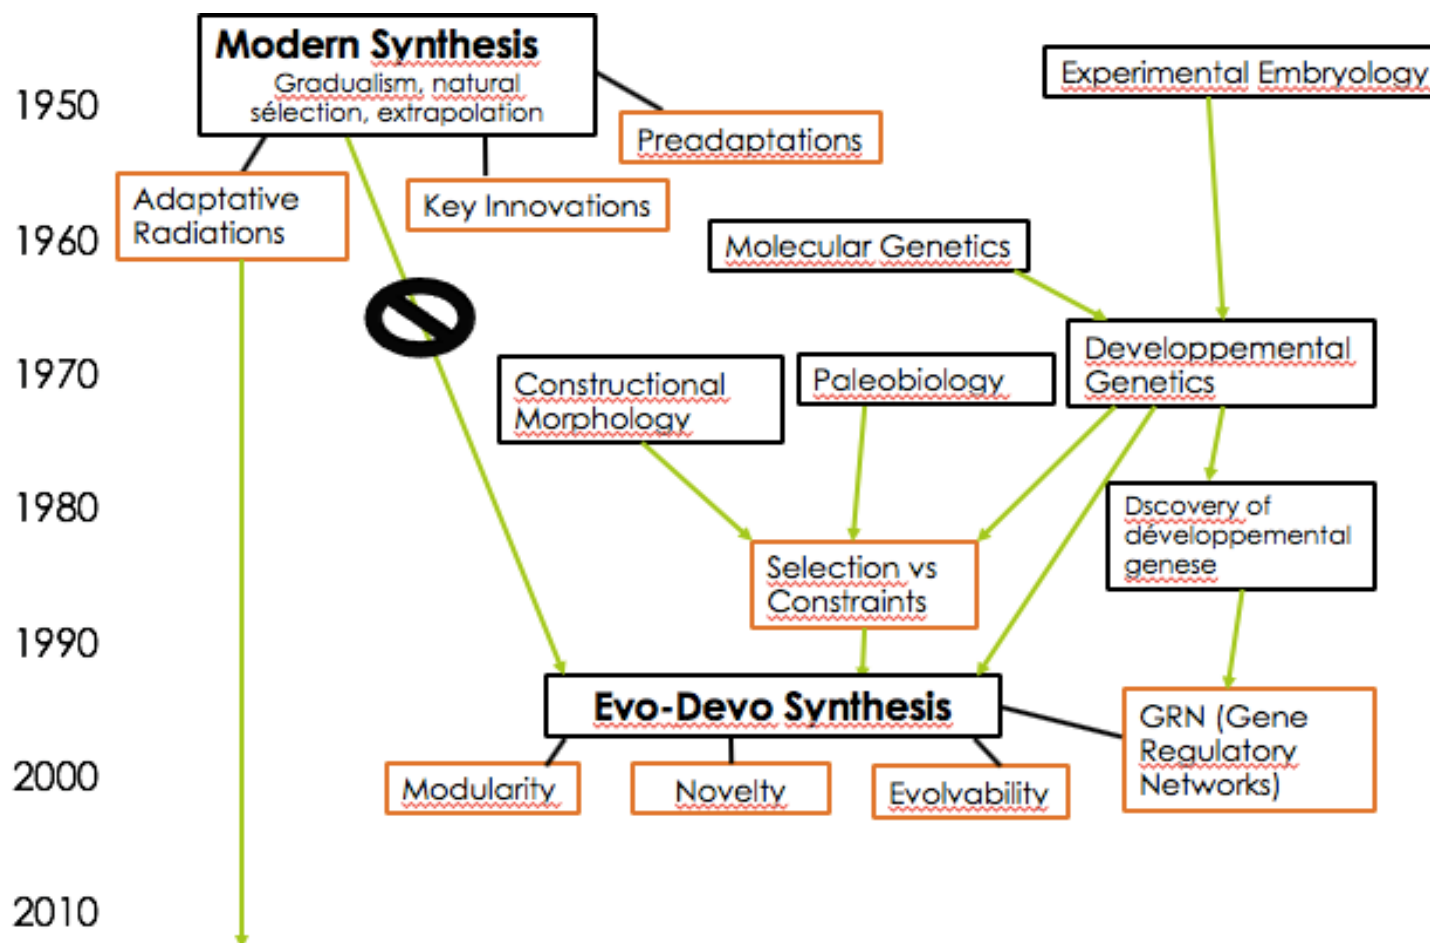 Modern Synthesis
Gradualism, natural
sélection, extrapolation
Experimental Embryology
1950
Preadaptations
Adaptative
Radiations
Key Innovations
1960
Molecular Genetics
Developpemental
Genetics
1970
Constructional
Morphology
Paleobiology
1980
Dscovery of
développemental
genese
Selection vs
Constraints
1990
Evo-Devo Synthesis
GRN (Gene
Regulatory
Networks)
2000
Modularity
Novelty
Evolvability
2010